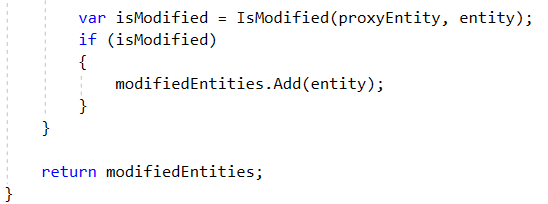 var isModified = IsModified(proxyEntity, entity);
if (isModified)
{
modifiedEntities.Add(entity);
}
}
return modifiedEntities;
}